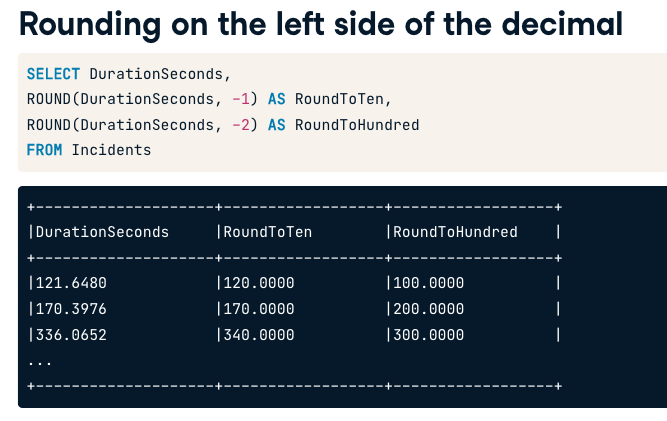 Rounding on the left side of the decimal
SELECT DurationSeconds,
ROUND(DurationSeconds, -1) AS RoundToTen,
ROUND(DurationSeconds, -2) AS RoundToHundred
FROM Incidents
+--------------------+------------------+------------------+
|DurationSeconds     |RoundToTen        |RoundToHundred    |
+--------------------+------------------+------------------+
|121.6480            |120.0000          |100.0000          |
|170.3976            |170.0000          |200.0000          |
|336.0652            |340.0000          |300.0000          |
...
+--------------------+------------------+------------------+